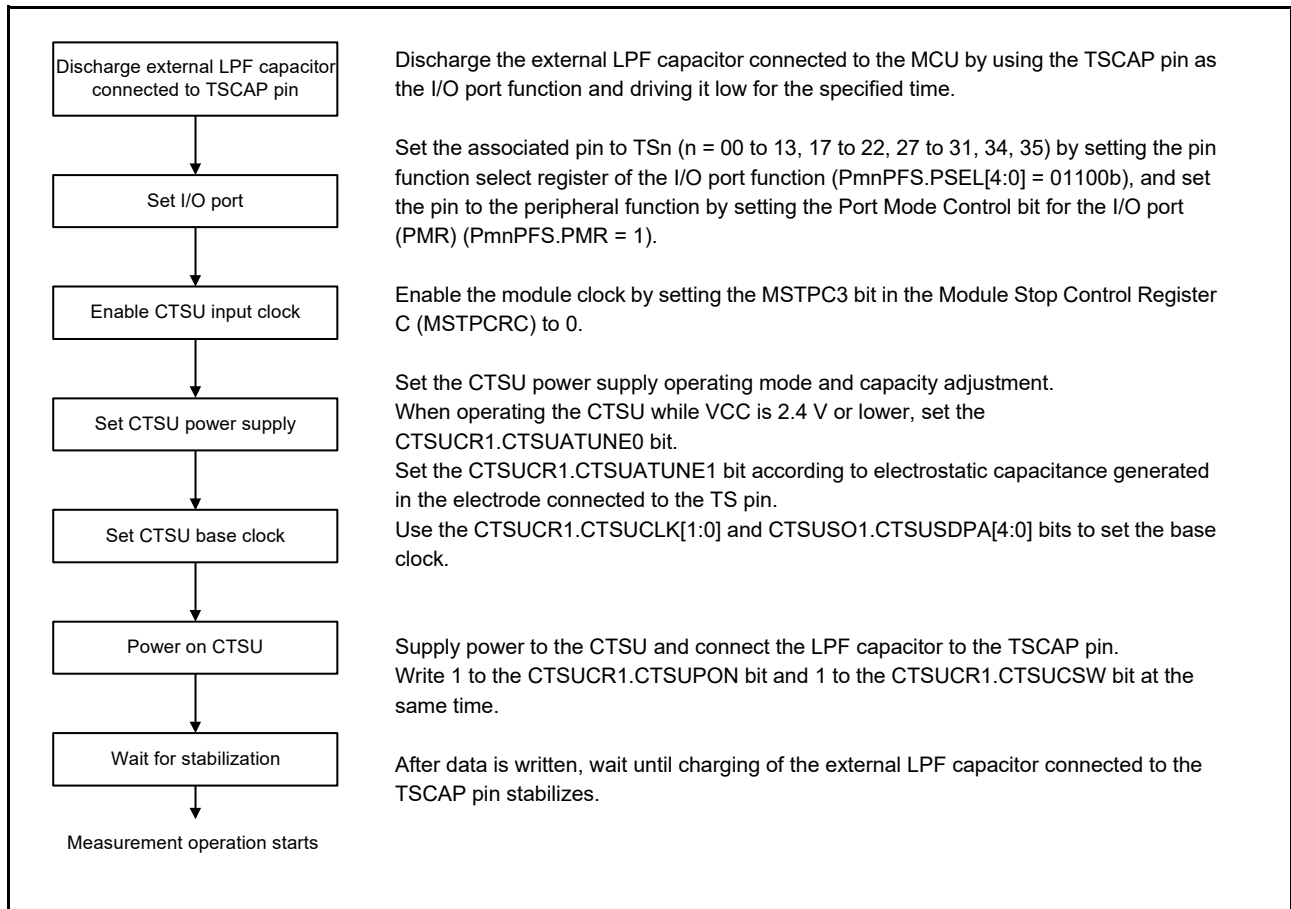 Discharge external LPF capacitor
connected to TSCAP pin
Discharge the external LPF capacitor connected to the MCU by using the TSCAP pin as
the I/O port function and driving it low for the specified time.
Set I/O port
Set the associated pin to TSn (n = 00 to 13, 17 to 22, 27 to 31, 34, 35) by setting the pin
function select register of the I/O port function (PmnPFS.PSEL[4:0] = 01100b), and set
the pin to the peripheral function by setting the Port Mode Control bit for the I/O port
(PMR) (PmnPFS.PMR = 1).
Enable CTSU input clock
Enable the module clock by setting the MSTPC3 bit in the Module Stop Control Register
C (MSTPCRC) to 0.
Set CTSU power supply
Set the CTSU power supply operating mode and capacity adjustment.
When operating the CTSU while VCC is 2.4 V or lower, set the
CTSUCR1.CTSUATUNE0 bit.
Set the CTSUCR1.CTSUATUNE1 bit according to electrostatic capacitance generated
in the electrode connected to the TS pin.
Set CTSU base clock
Use the CTSUCR1.CTSUCLK[1:0] and CTSUSO1.CTSUSDPA[4:0] bits to set the base
clock.
Power on CTSU
Supply power to the CTSU and connect the LPF capacitor to the TSCAP pin.
Write 1 to the CTSUCR1.CTSUPON bit and 1 to the CTSUCR1.CTSUCSW bit at the
same time.
Wait for stabilization
After data is written, wait until charging of the external LPF capacitor connected to the
TSCAP pin stabilizes.
Measurement operation starts